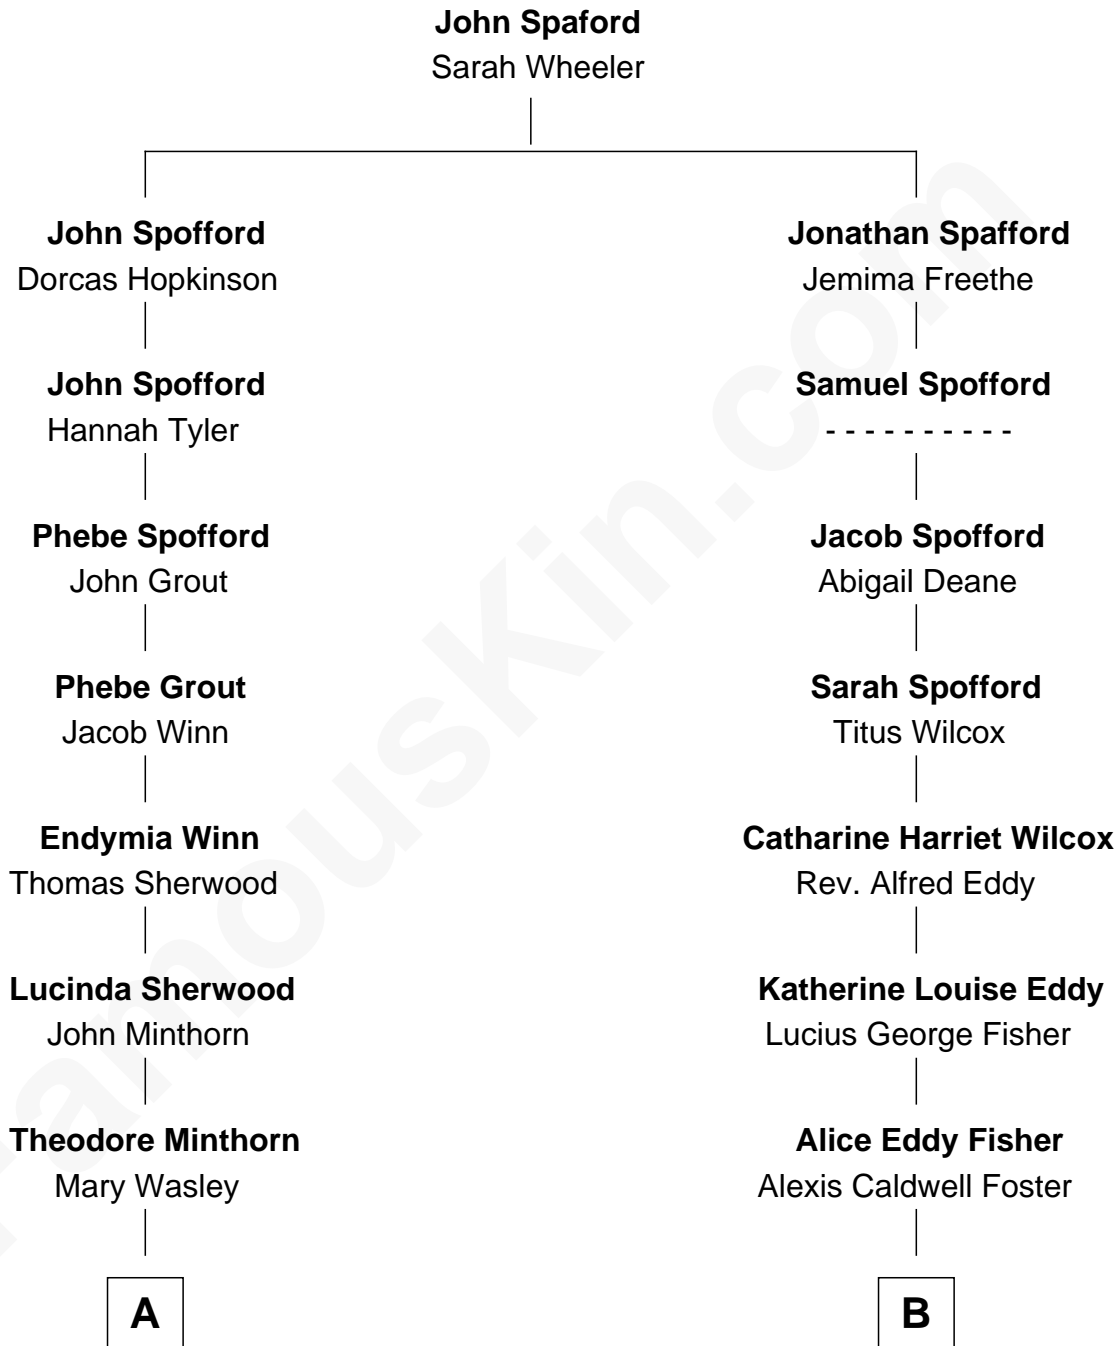 John Spaford
Sarah Wheeler
John Spofford
Dorcas Hopkinson
Jonathan Spafford
Jemima Freethe
John Spofford
Hannah Tyler
Samuel Spofford
- - - - - - - - - -
Phebe Spofford
John Grout
Jacob Spofford
Abigail Deane
Phebe Grout
Jacob Winn
Sarah Spofford
Titus Wilcox
Endymia Winn
Thomas Sherwood
Catharine Harriet Wilcox
Rev. Alfred Eddy
Lucinda Sherwood
John Minthorn
Katherine Louise Eddy
Lucius George Fisher
Theodore Minthorn
Mary Wasley
Alice Eddy Fisher
Alexis Caldwell Foster
A
B
FamousKin.com